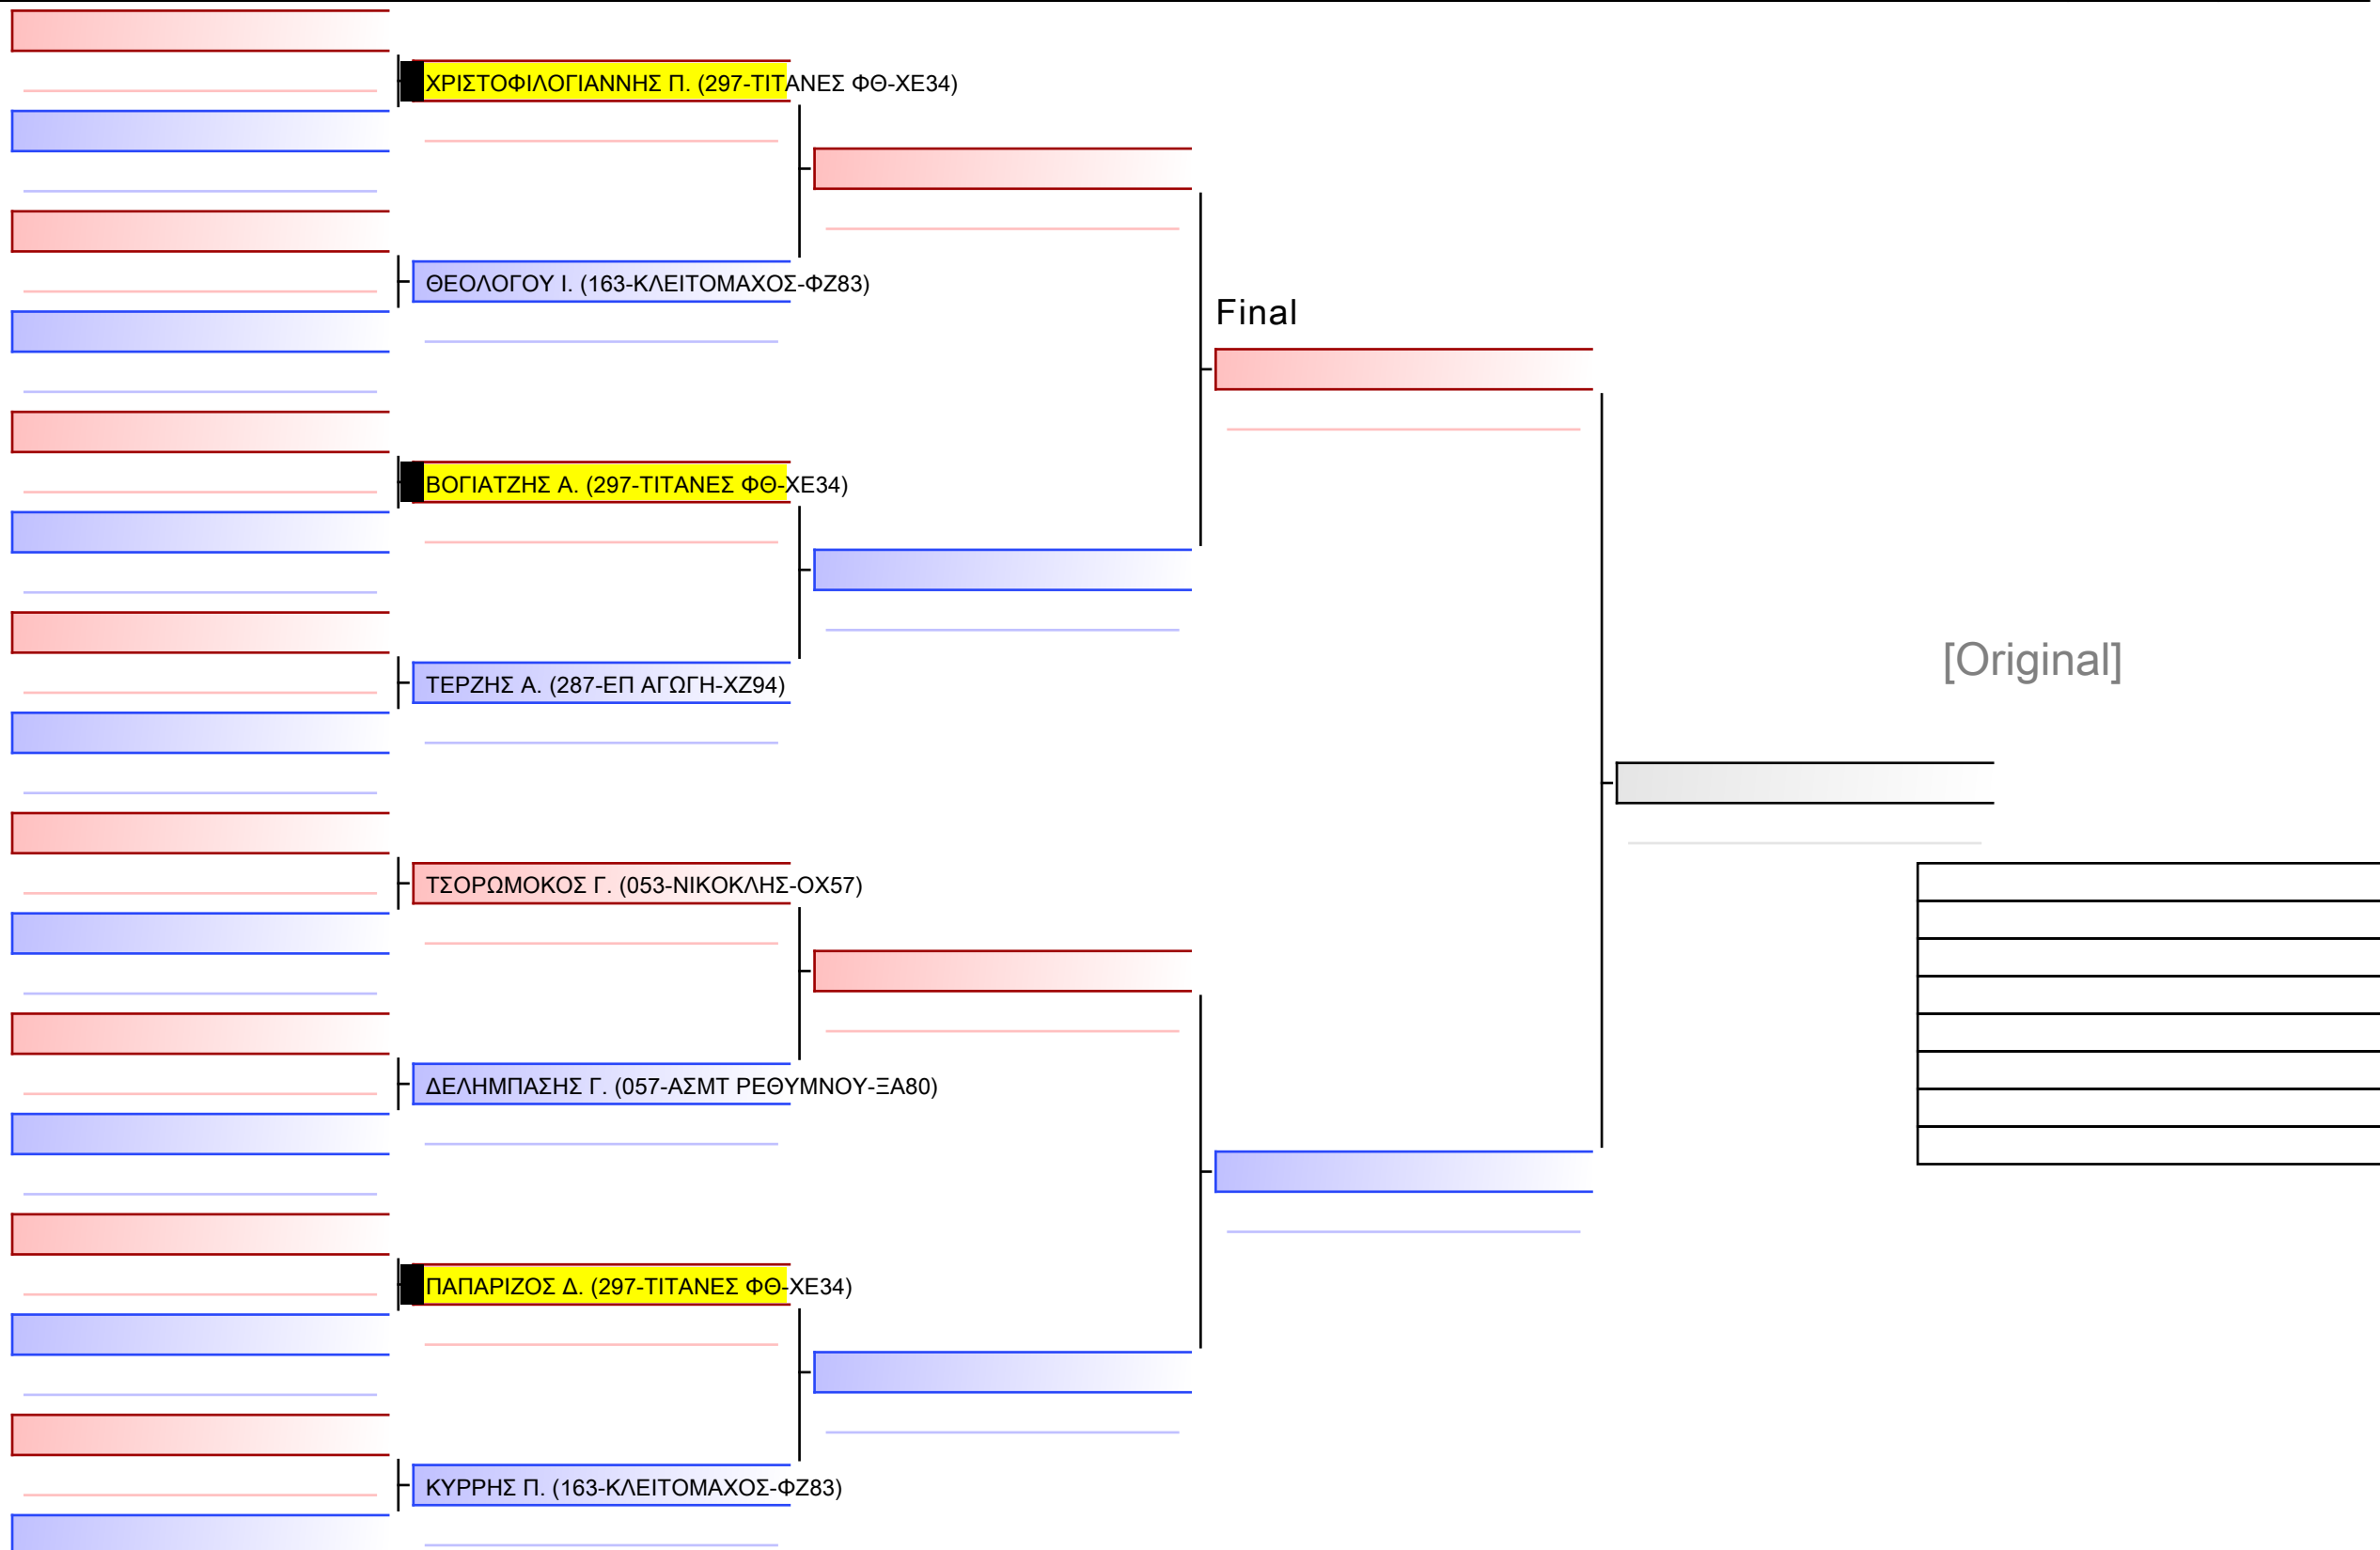 ΧΡΙΣΤΟΦΙΛΟΓΙΑΝΝΗΣ Π. (297-ΤΙΤΑΝΕΣ ΦΘ-ΧΕ34)
ΘΕΟΛΟΓΟΥ Ι. (163-ΚΛΕΙΤΟΜΑΧΟΣ-ΦΖ83)
Final
ΒΟΓΙΑΤΖΗΣ Α. (297-ΤΙΤΑΝΕΣ ΦΘ-ΧΕ34)
[Original]
ΤΕΡΖΗΣ Α. (287-ΕΠ ΑΓΩΓΗ-ΧΖ94)
ΤΣΟΡΩΜΟΚΟΣ Γ. (053-ΝΙΚΟΚΛΗΣ-ΟΧ57)
ΔΕΛΗΜΠΑΣΗΣ Γ. (057-ΑΣΜΤ ΡΕΘΥΜΝΟΥ-ΞΑ80)
ΠΑΠΑΡΙΖΟΣ Δ. (297-ΤΙΤΑΝΕΣ ΦΘ-ΧΕ34)
ΚΥΡΡΗΣ Π. (163-ΚΛΕΙΤΟΜΑΧΟΣ-ΦΖ83)